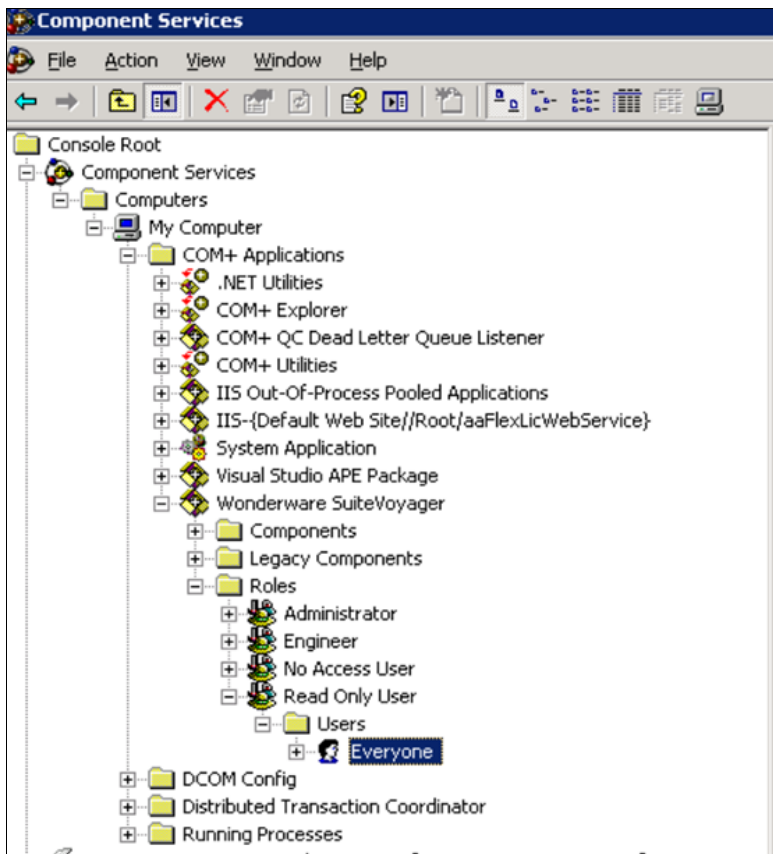 Component Services
File Action View Window Help
Console Root
Component Services
Computers
My Computer
COM+ Applications
.NET Utilities
COM+ Explorer
COM+ QC Dead Letter Queue Listener
COM+ Utilities
IIS Out-Of-Process Pooled Applications
IIS-{Default Web Site//Root/aaFlexLicWebService}
System Application
Visual Studio APE Package
Wonderware SuiteVoyager
Components
Legacy Components
Roles
Administrator
Engineer
No Access User
Read Only User
Users
Everyone
DCOM Config
Distributed Transaction Coordinator
Running Processes